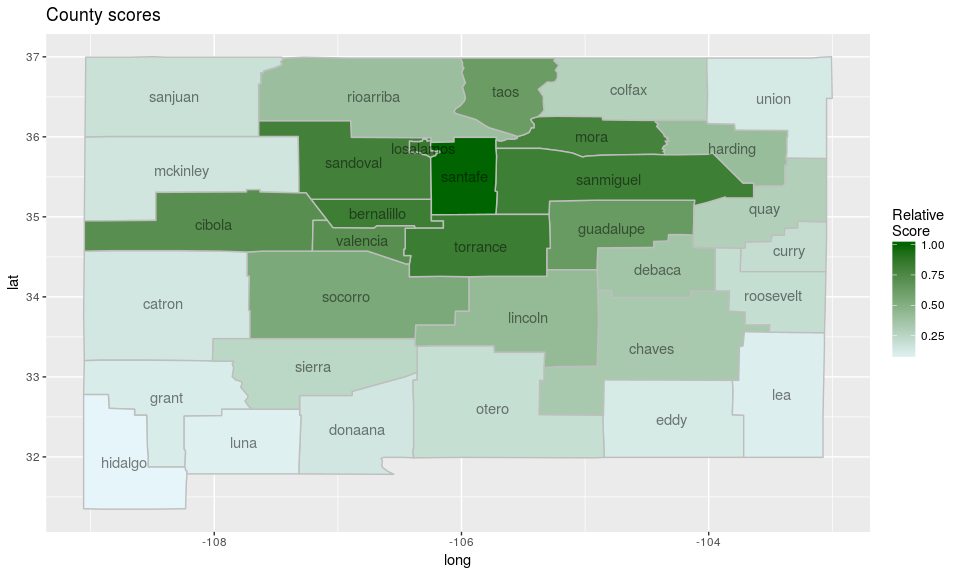 County scores
37
36
35
34
33
32
lat
sanjuan
rioarriba
taos
colfax
union
mckinley
sandoval
losalamos
santafe
mora
harding
sanmiguel
cibola
bernalillo
valencia
torrance
guadalupe
quay
curry
catron
socorro
lincoln
debaca
roosevelt
chaves
sierra
grant
hidalgo
luna
donaana
otero
eddy
lea
-108
-106
-104
long
Relative
Score
1.00
0.75
0.50
0.25